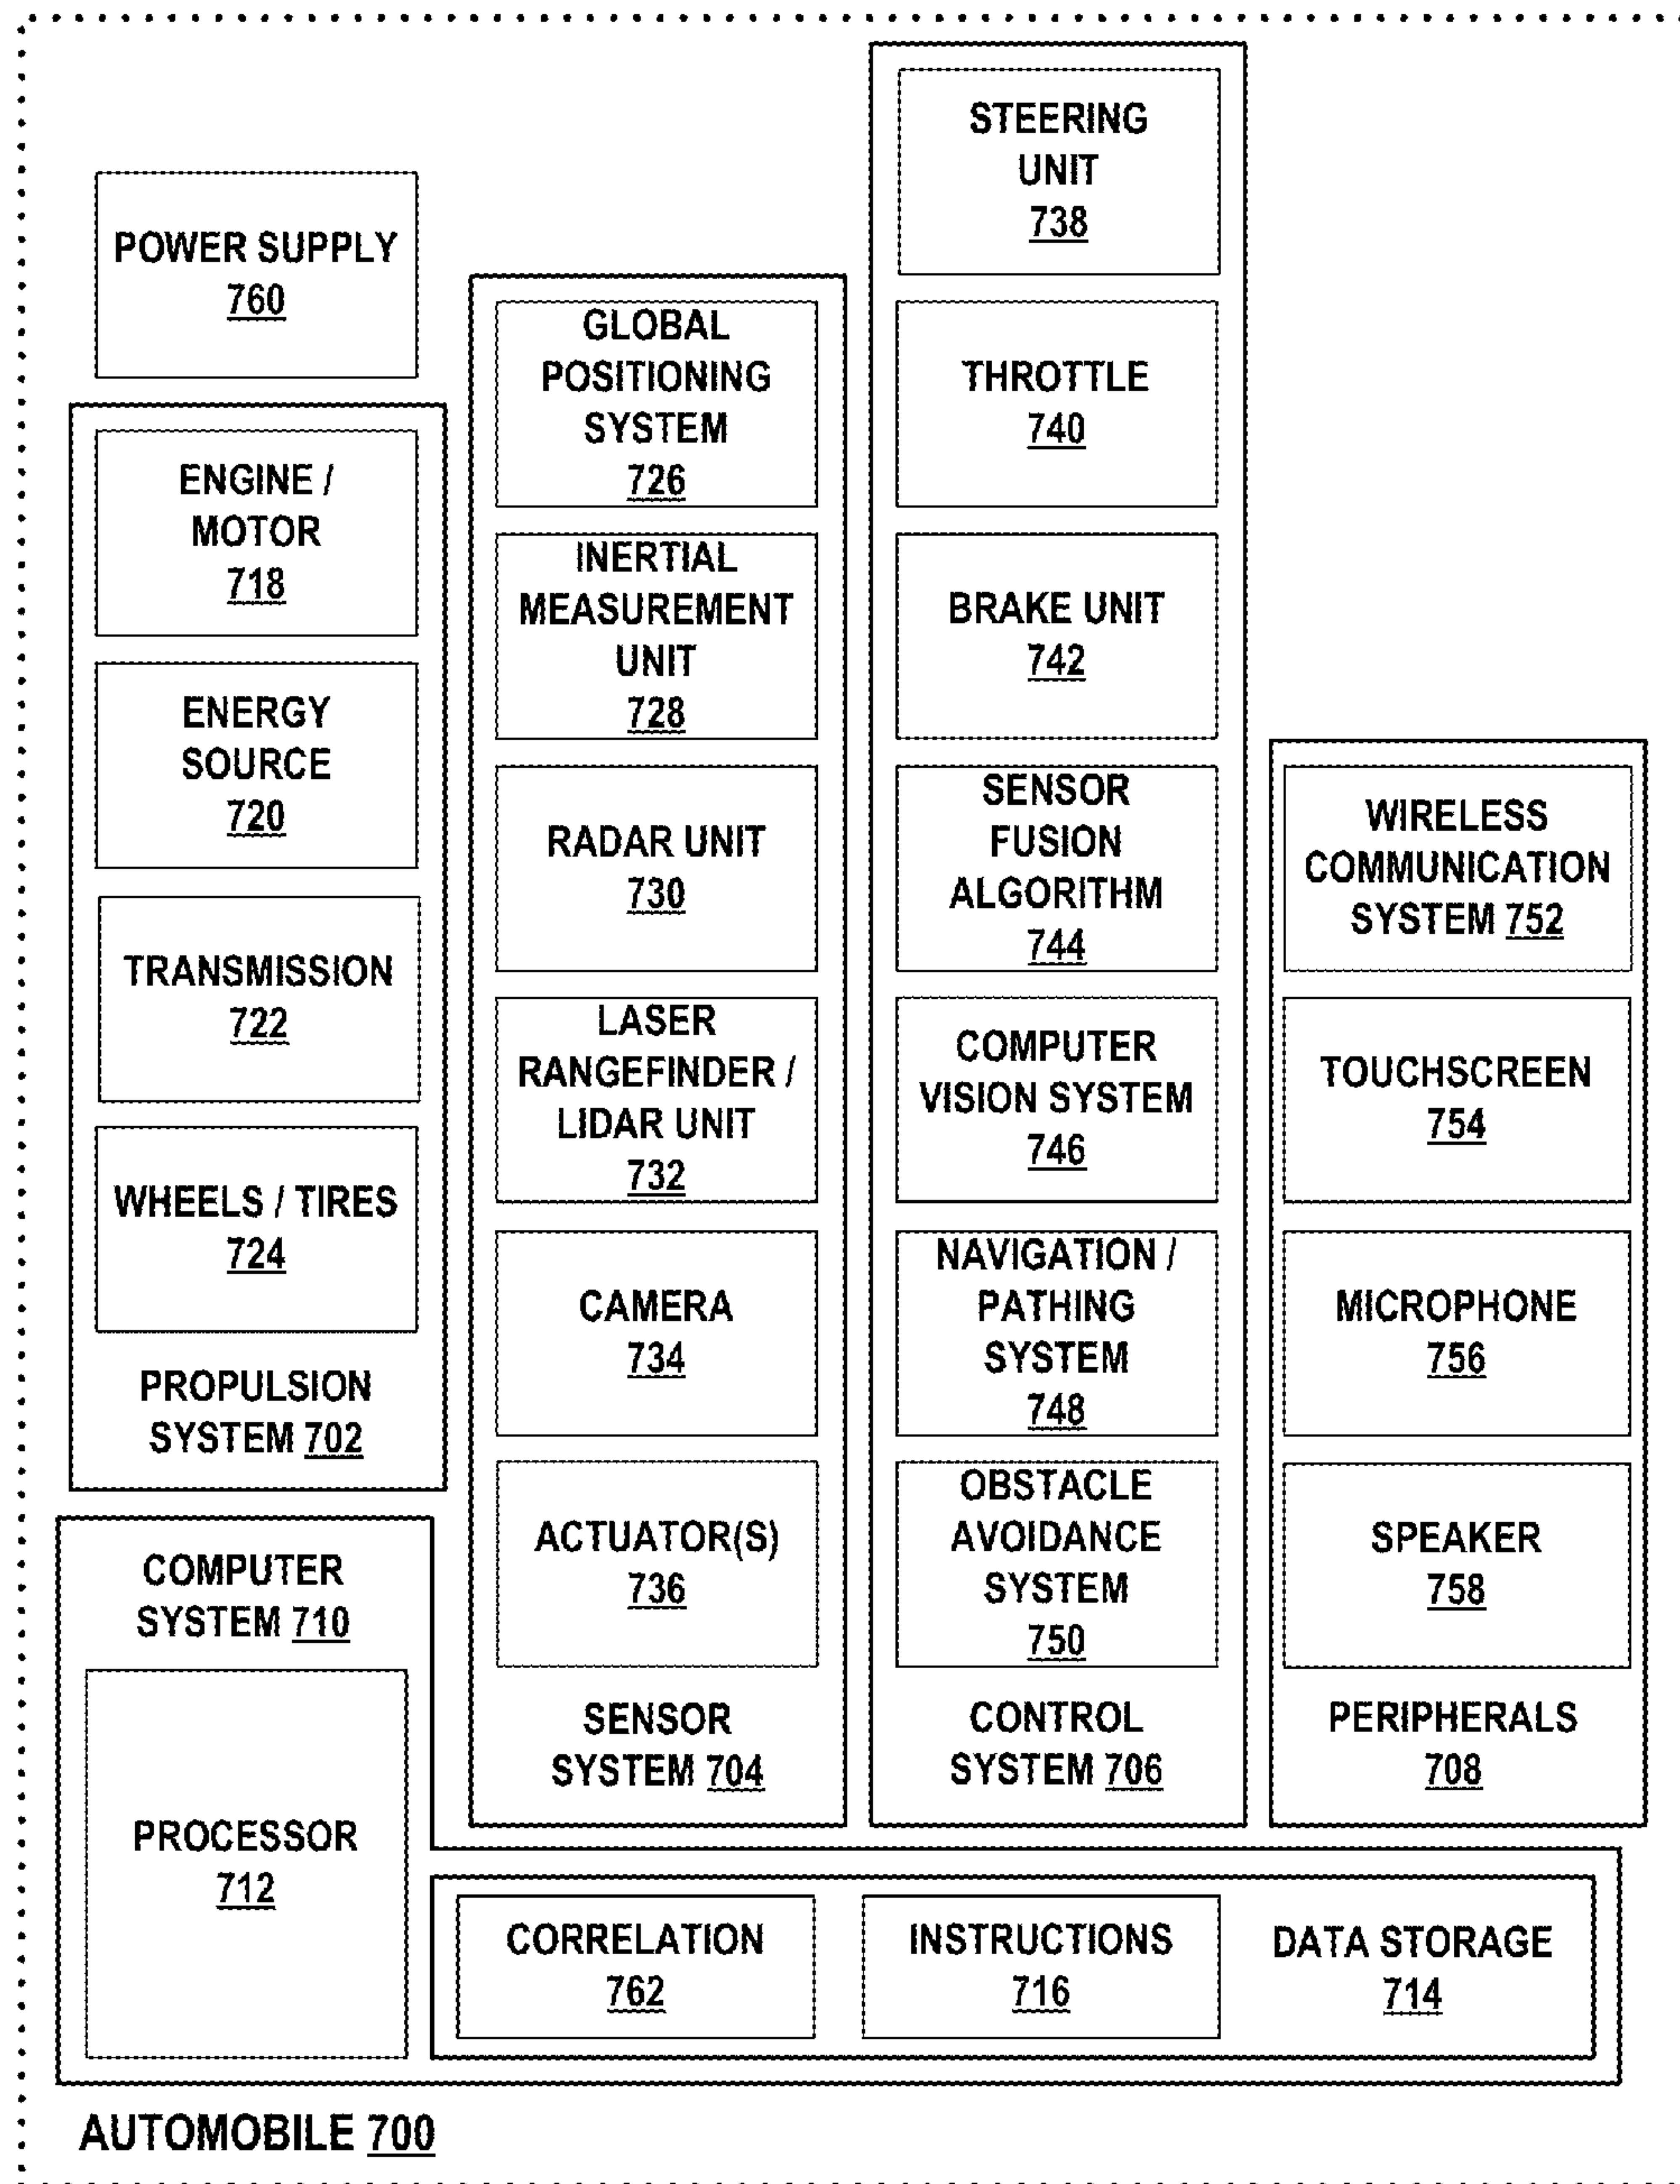 POWER SUPPLY
760
ENGINE /
MOTOR
718
ENERGY
SOURCE
720
TRANSMISSION
722
WHEELS / TIRES
724
PROPULSION
SYSTEM 702
GLOBAL
POSITIONING
SYSTEM
726
INERTIAL
MEASUREMENT
UNIT
728
RADAR UNIT
730
LASER
RANGEFINDER /
LIDAR UNIT
732
CAMERA
734
ACTUATOR(S)
736
SENSOR
SYSTEM 704
STEERING
UNIT
738
THROTTLE
740
BRAKE UNIT
742
SENSOR
FUSION
ALGORITHM
744
COMPUTER
VISION SYSTEM
746
NAVIGATION /
PATHING
SYSTEM
748
OBSTACLE
AVOIDANCE
SYSTEM
750
CONTROL
SYSTEM 706
WIRELESS
COMMUNICATION
SYSTEM 752
TOUCHSCREEN
754
MICROPHONE
756
SPEAKER
758
PERIPHERALS
708
COMPUTER
SYSTEM 710
PROCESSOR
712
CORRELATION
762
INSTRUCTIONS
716
DATA STORAGE
714
AUTOMOBILE 700